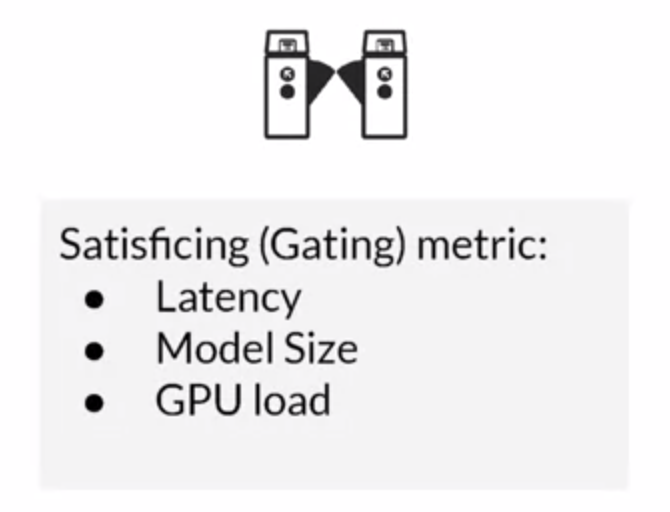 Satisficing (Gating) metric:
● Latency
● Model Size
● GPU load